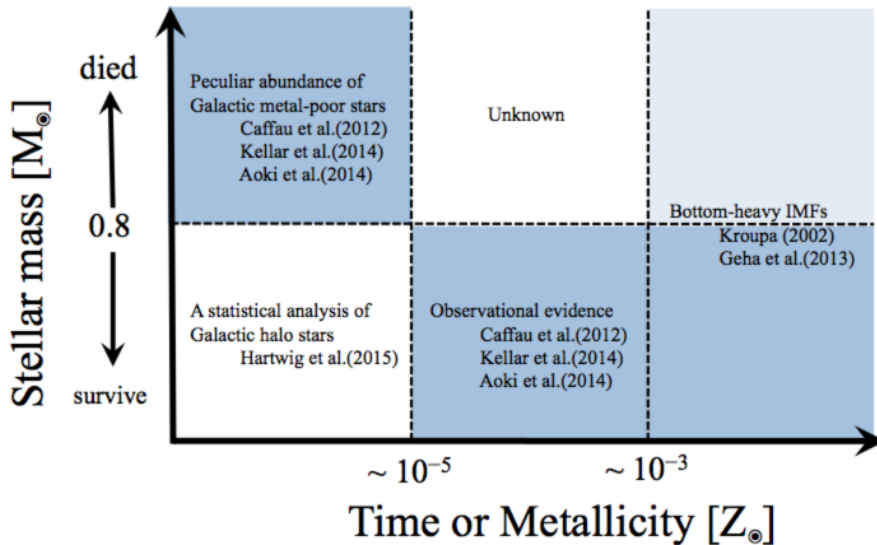 Stellar mass [M⊙]
died
0.8
survive
Peculiar abundance of
Galactic metal-poor stars
Caffau et al.(2012)
Kellar et al.(2014)
Aoki et al.(2014)
Unknown
Bottom-heavy IMFs
Kroupa (2002)
Geha et al.(2013)
A statistical analysis of
Galactic halo stars
Hartwig et al.(2015)
Observational evidence
Caffau et al.(2012)
Kellar et al.(2014)
Aoki et al.(2014)
~ 10⁻⁵
~ 10⁻³
Time or Metallicity [Z⊙]